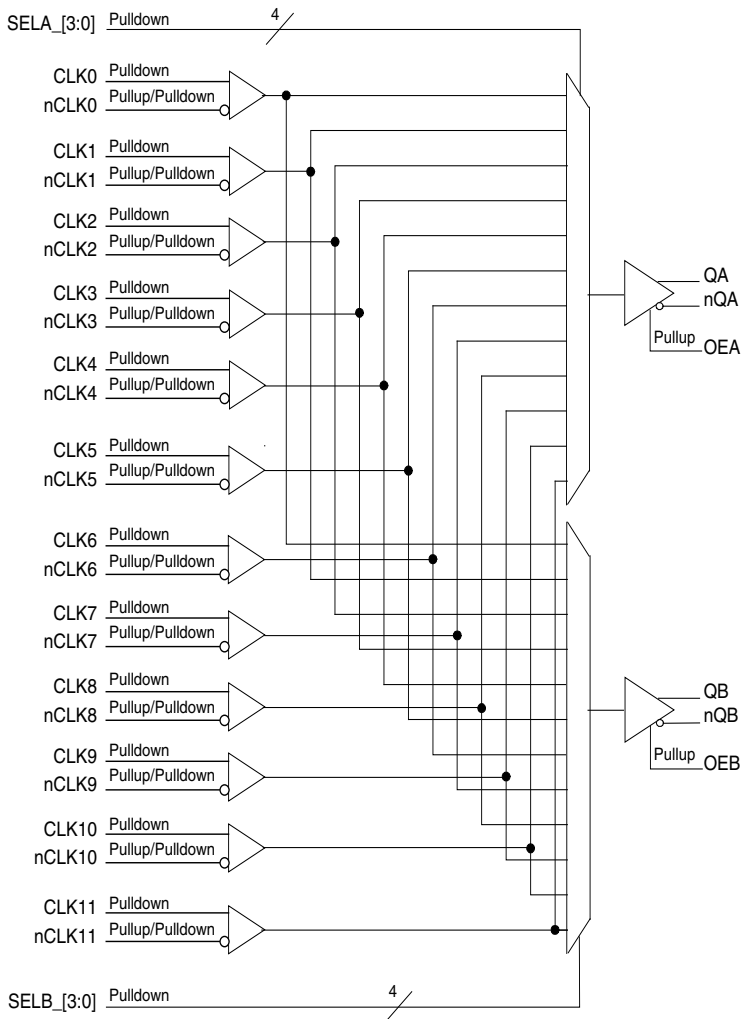 SELA_[3:0] Pulldown 4
CLK0 Pulldown
nCLK0 Pullup/Pulldown
CLK1 Pulldown
nCLK1 Pullup/Pulldown
CLK2 Pulldown
nCLK2 Pullup/Pulldown
CLK3 Pulldown
nCLK3 Pullup/Pulldown
CLK4 Pulldown
nCLK4 Pullup/Pulldown
CLK5 Pulldown
nCLK5 Pullup/Pulldown
CLK6 Pulldown
nCLK6 Pullup/Pulldown
CLK7 Pulldown
nCLK7 Pullup/Pulldown
CLK8 Pulldown
nCLK8 Pullup/Pulldown
CLK9 Pulldown
nCLK9 Pullup/Pulldown
CLK10 Pulldown
nCLK10 Pullup/Pulldown
CLK11 Pulldown
nCLK11 Pullup/Pulldown
SELB_[3:0] Pulldown 4
QA
nQA
Pullup OEA
QB
nQB
Pullup OEB